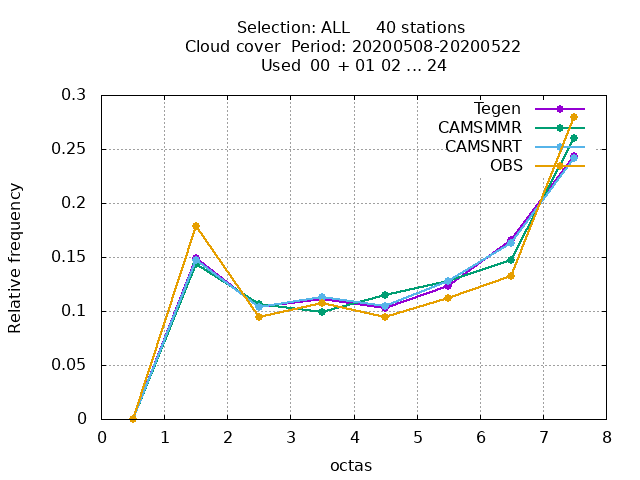 Selection: ALL 40 stations
Cloud cover Period: 20200508-20200522
Used 00 + 01 02 ... 24
Relative frequency
0.3
0.25
0.2
0.15
0.1
0.05
0
Tegen
CAMSMMR
CAMSNRT
OBS
0 1 2 3 4 5 6 7 8
octas